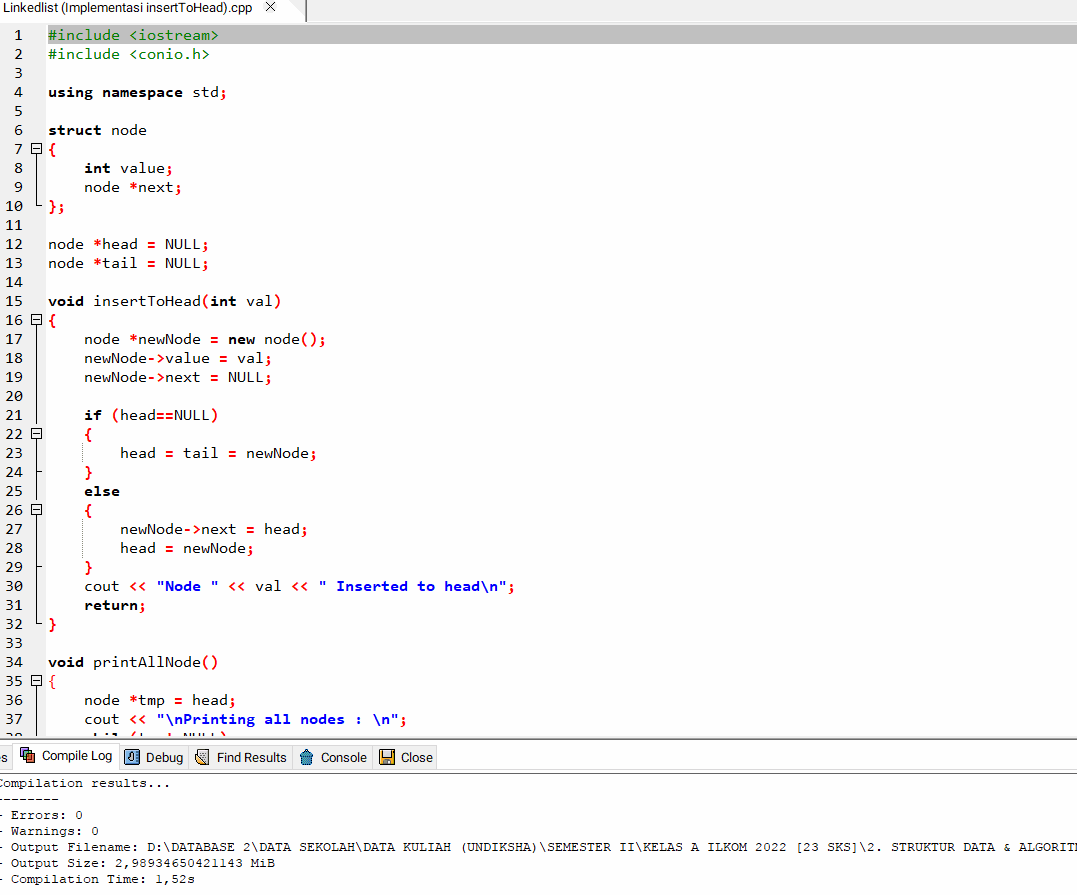 Linkedlist (Implementasi insertToHead).cpp
1 #include <iostream>
2 #include <conio.h>
3
4 using namespace std;
5
6 struct node
7 {
8 int value;
9 node *next;
10 };
11
12 node *head = NULL;
13 node *tail = NULL;
14
15 void insertToHead(int val)
16 {
17 node *newNode = new node();
18 newNode->value = val;
19 newNode->next = NULL;
20
21 if (head==NULL)
22 {
23 head = tail = newNode;
24 }
25 else
26 {
27 newNode->next = head;
28 head = newNode;
29 }
30 cout << "Node " << val << " Inserted to head\n";
31 return;
32 }
33
34 void printAllNode()
35 {
36 node *tmp = head;
37 cout << "\nPrinting all nodes : \n";
Compile Log Debug Find Results Console Close
Compilation results...
--------
- Errors: 0
- Warnings: 0
- Output Filename: D:\DATABASE 2\DATA SEKOLAH\DATA KULIAH (UNDIKSHA)\SEMESTER II\KELAS A ILKOM 2022 [23 SKS]\2. STRUKTUR DATA & ALGORIT
- Output Size: 2,98934650421143 MiB
- Compilation Time: 1,52s